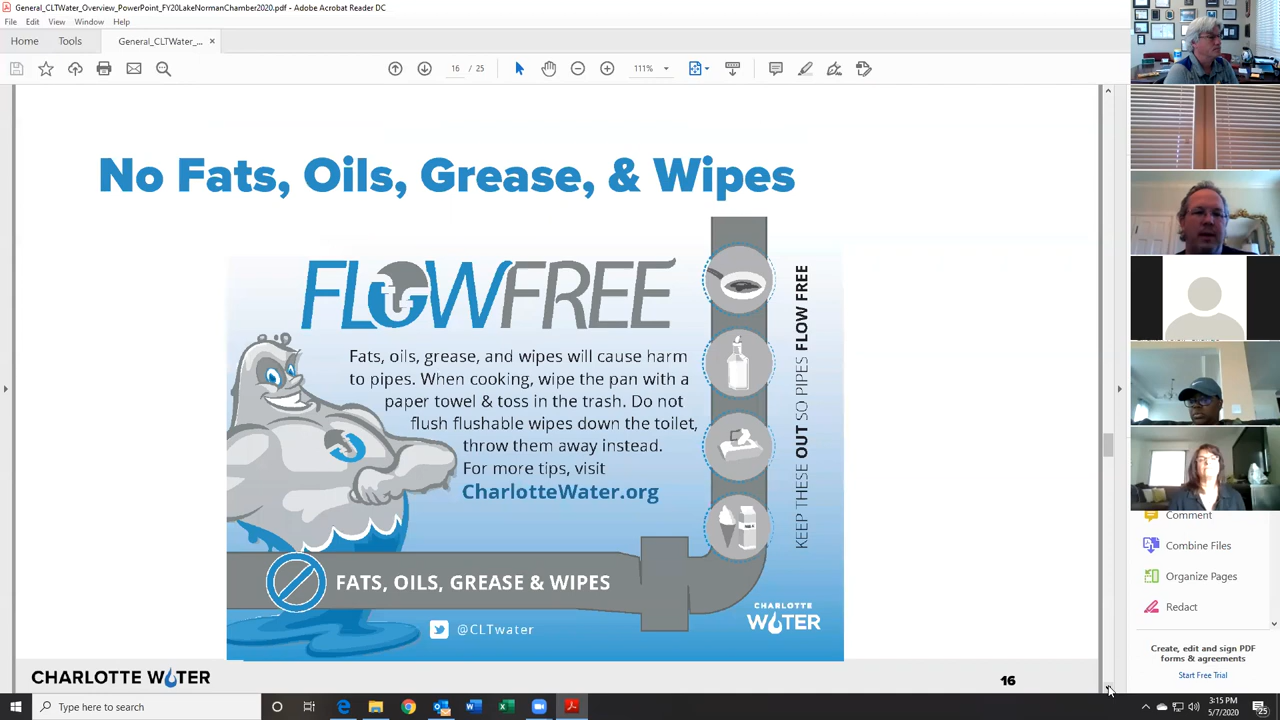 General_CLTWater_Overview_PowerPoint_FY20LakeNormanChamber2020.pdf - Adobe Acrobat Reader DC
File Edit View Window Help
Home Tools General_CLTWater_...
111%
No Fats, Oils, Grease, & Wipes
FLOWFREE
Fats, oils, grease, and wipes will cause harm
to pipes. When cooking, wipe the pan with a
paper towel & toss in the trash. Do not
flush flushable wipes down the toilet,
throw them away instead.
For more tips, visit
CharlotteWater.org
KEEP THESE OUT SO PIPES FLOW FREE
FATS, OILS, GREASE & WIPES
@CLTwater
CHARLOTTE
WATER
CHARLOTTE WATER
16
Comment
Combine Files
Organize Pages
Redact
Create, edit and sign PDF
forms & agreements
Start Free Trial
Type here to search
3:15 PM
5/7/2020
25